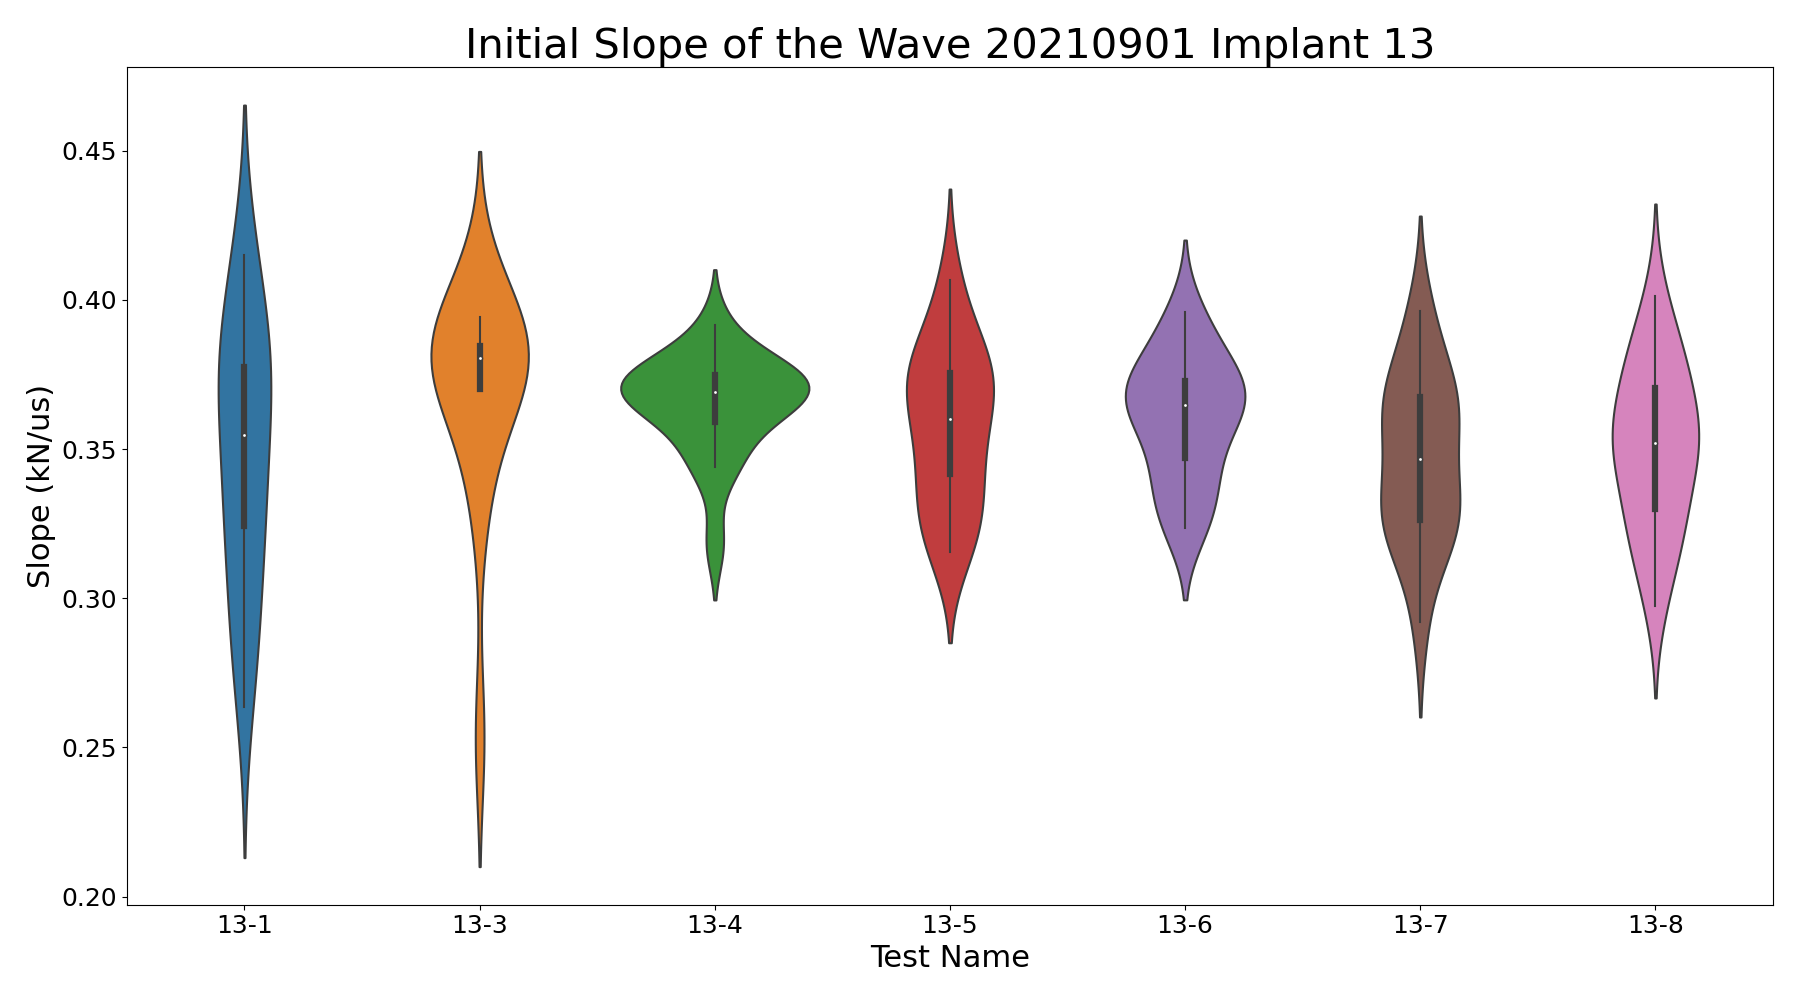 Initial Slope of the Wave 20210901 Implant 13
Slope (kN/us)
0.45
0.40
0.35
0.30
0.25
0.20
13-1 13-3 13-4 13-5 13-6 13-7 13-8
Test Name